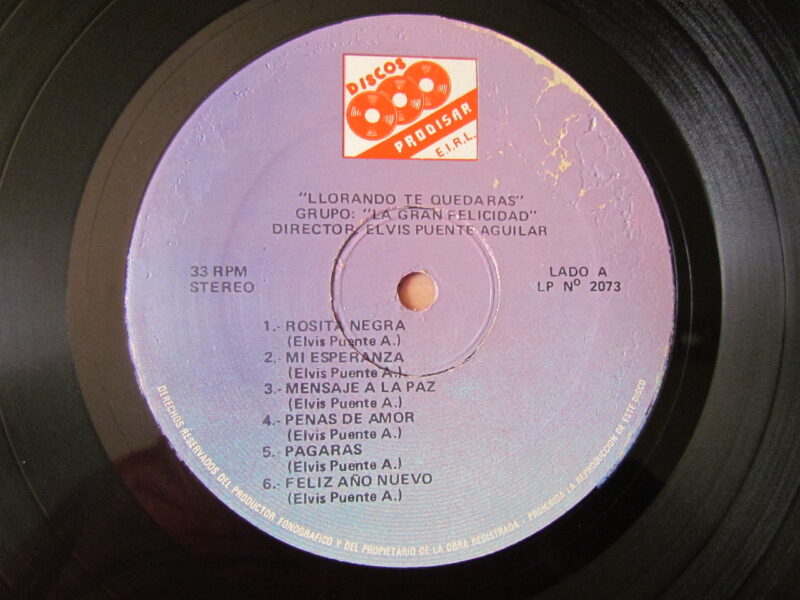 DISCOS
PRODISAR
E.I.R.L.
"LLORANDO TE QUEDARAS"
GRUPO: "LA GRAN FELICIDAD"
DIRECTOR: ELVIS PUENTE AGUILAR
33 RPM
STEREO
LADO A
LP Nº 2073
1.- ROSITA NEGRA
(Elvis Puente A.)
2.- MI ESPERANZA
(Elvis Puente A.)
3.- MENSAJE A LA PAZ
(Elvis Puente A.)
4.- PENAS DE AMOR
(Elvis Puente A.)
5.- PAGARAS
(Elvis Puente A.)
6.- FELIZ AÑO NUEVO
(Elvis Puente A.)
DERECHOS RESERVADOS DEL PRODUCTOR FONOGRAFICO Y DEL PROPIETARIO DE LA OBRA REGISTRADA - PROHIBIDA LA REPRODUCCION DE ESTE DISCO